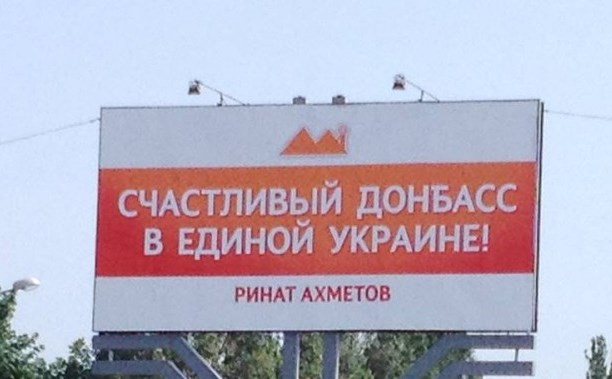 СЧАСТЛИВЫЙ ДОНБАСС
В ЕДИНОЙ УКРАИНЕ!
РИНАТ АХМЕТОВ